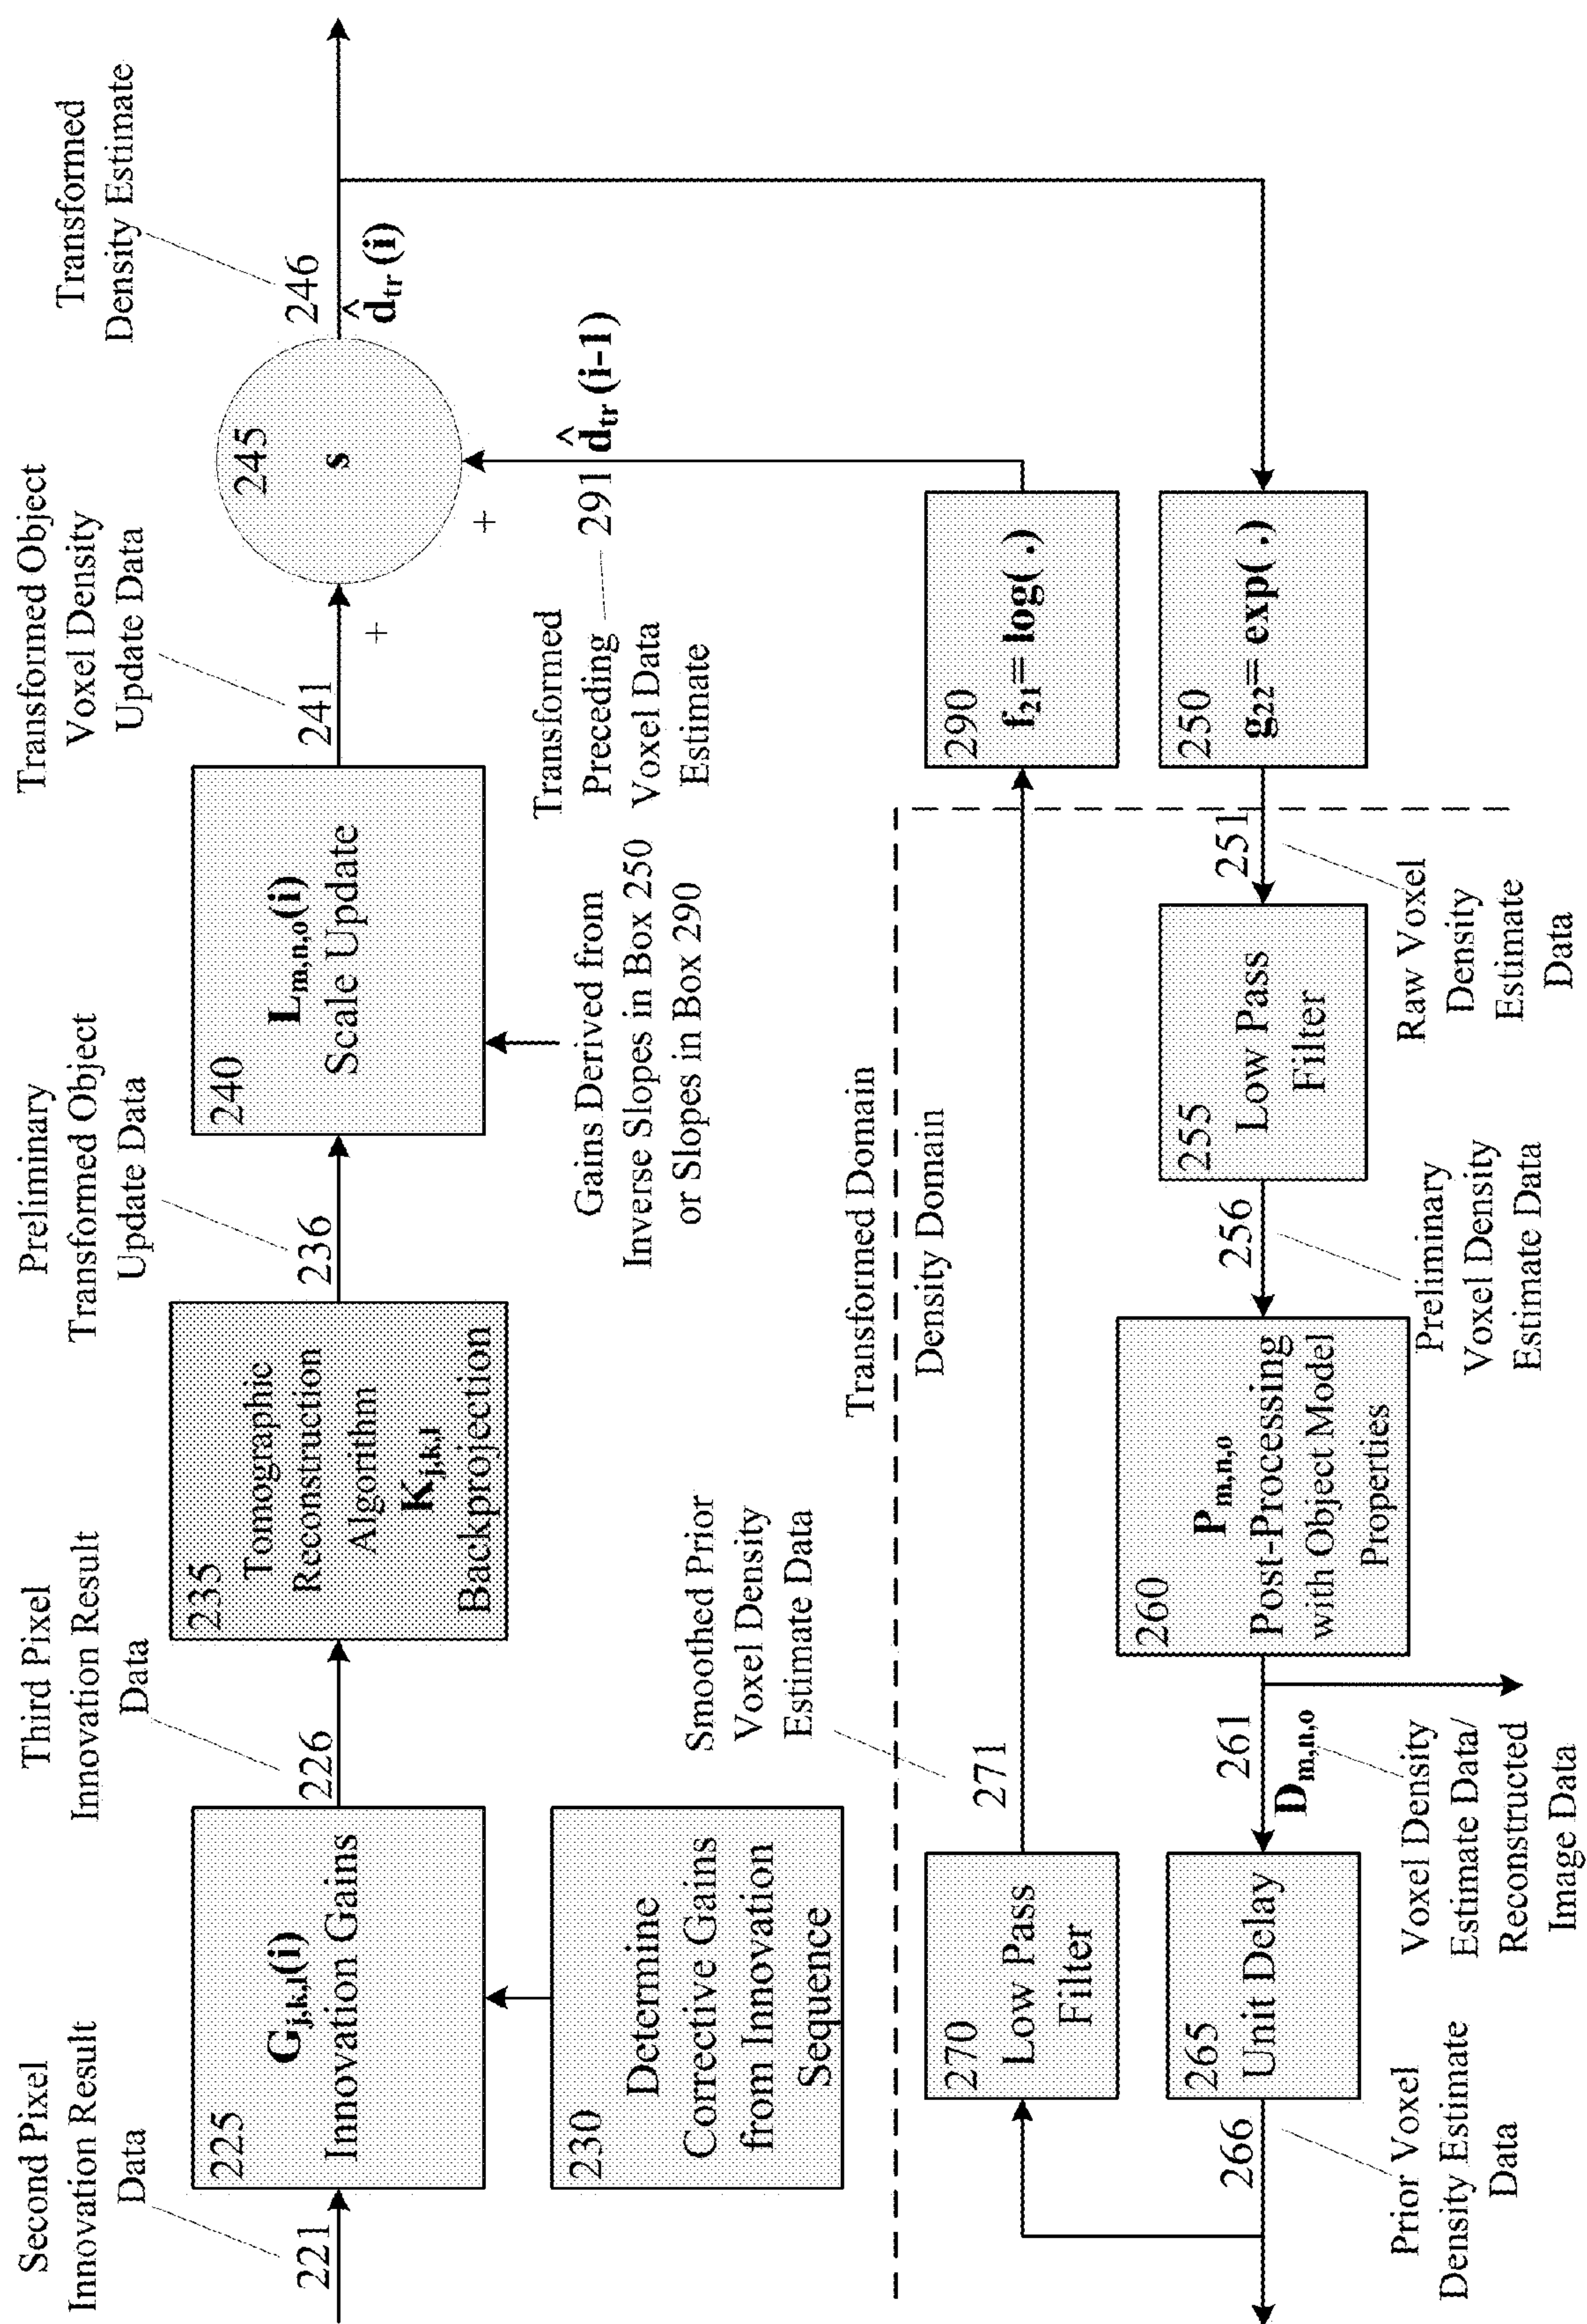 Second Pixel
Innovation Result
Data
221
225
G_{j,k,l}(i)
Innovation Gains
230
Determine
Corrective Gains
from Innovation
Sequence
Third Pixel
Innovation Result
Data
226
235
Tomographic
Reconstruction
Algorithm
K_{j,k,l}
Backprojection
Preliminary
Transformed Object
Update Data
236
240
L_{m,n,o}(i)
Scale Update
Gains Derived from
Inverse Slopes in Box 250
or Slopes in Box 290
Transformed Object
Voxel Density
Update Data
241
+
245
s
+
Transformed
Density Estimate
246
d̂_{tr}(i)
Transformed
Preceding
Voxel Data
Estimate
291
d̂_{tr}(i-1)
290
f₂₁= log( . )
250
g₂₂= exp( . )
Transformed Domain
Density Domain
Smoothed Prior
Voxel Density
Estimate Data
271
270
Low Pass
Filter
251
Raw Voxel
Density
Estimate
Data
255
Low Pass
Filter
256
Preliminary
Voxel Density
Estimate Data
260
P_{m,n,o}
Post-Processing
with Object Model
Properties
261
D_{m,n,o}
Voxel Density
Estimate Data/
Reconstructed
Image Data
265
Unit Delay
266
Prior Voxel
Density Estimate
Data